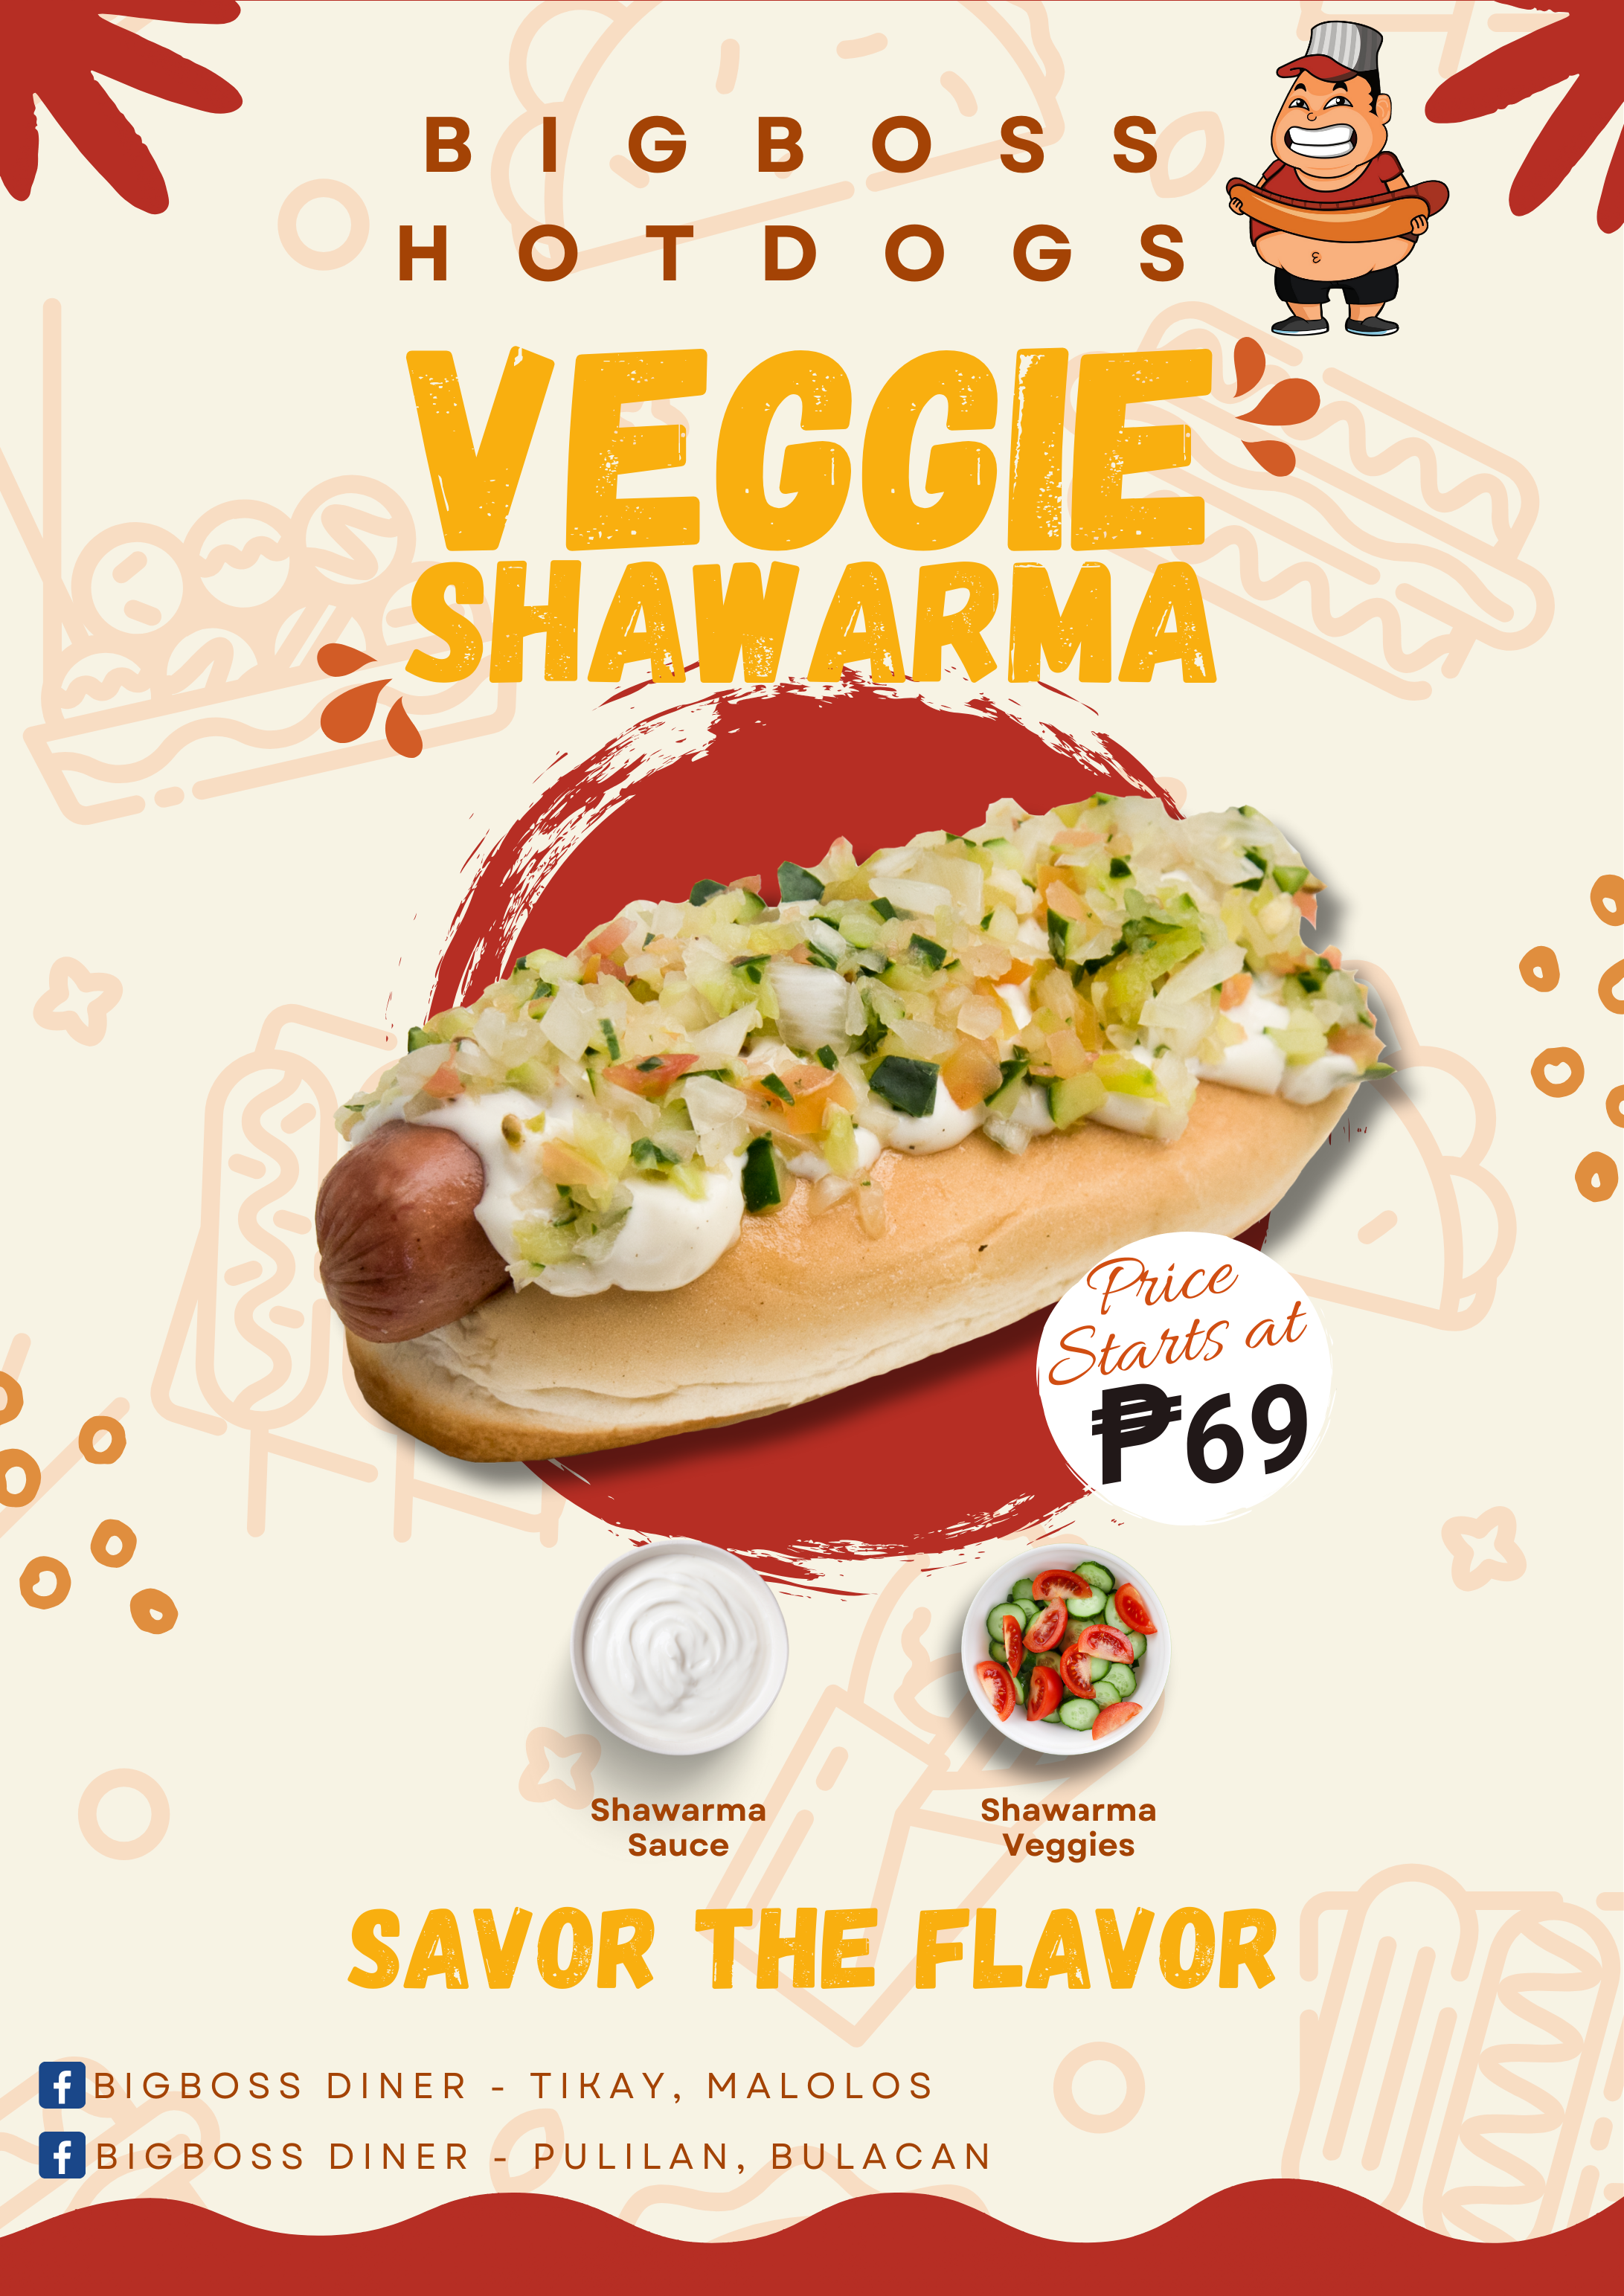 BIGBOSS
HOTDOGS
VEGGIE
SHAWARMA
Price
Starts at
₱69
Shawarma
Sauce
Shawarma
Veggies
SAVOR THE FLAVOR
BIGBOSS DINER - TIKAY, MALOLOS
BIGBOSS DINER - PULILAN, BULACAN